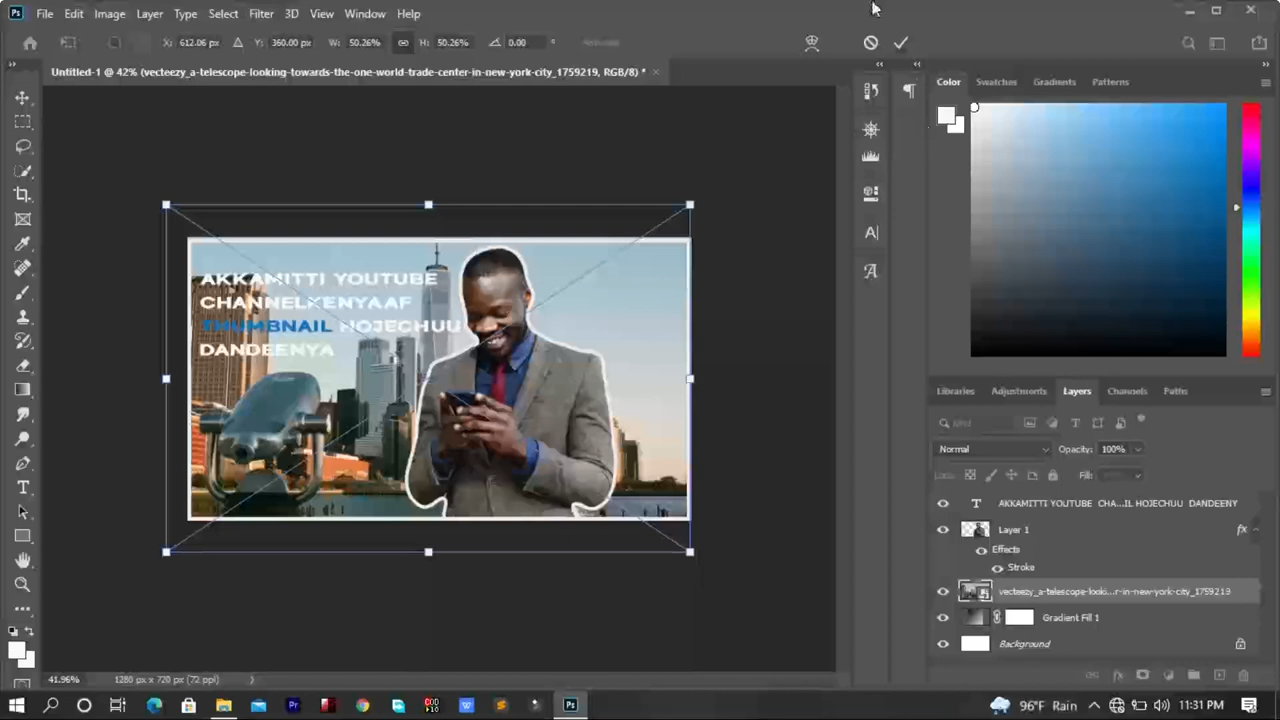 Ps File Edit Image Layer Type Select Filter 3D View Window Help
X: 612.06 px Y: 360.00 px W: 50.26% H: 50.26% 0.00 °
Untitled-1 @ 42% (vecteezy_a-telescope-looking-towards-the-one-world-trade-center-in-new-york-city_1759219, RGB/8) *
Color Swatches Gradients Patterns
AKKAMITTI YOUTUBE
CHANNELKENYAAF
THUMBNAIL HOJECHUU
DANDEENYA
Libraries Adjustments Layers Channels Paths
Kind
Normal Opacity: 100%
Lock: Fill:
T AKKAMITTI YOUTUBE CHA...IL HOJECHUU DANDEENY
Layer 1 fx
Effects
Stroke
vecteezy_a-telescope-looki...r-in-new-york-city_1759219
Gradient Fill 1
Background
41.96% 1280 px x 720 px (72 ppi)
96°F Rain 11:31 PM